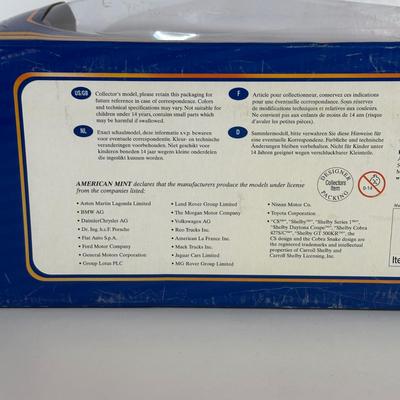 US/GB
Collector's model, please retain this packaging for
future reference in case of correspondence. Colors
and technical specifications may vary. Not suitable for
children under 14 years, contains small parts which
may be harmful if swallowed.
F
Article pour collectionneur, conservez ces indications
pour une éventuelle correspondance. Sous réserves
de modifications techniques et relatives aux couleurs.
Ne convient pas aux enfants de moins de 14 ans (risque
d'avaler les petites pièces).
NL
Exact schaalmodel, deze informatie s.v.p. bewaren
voor eventuele correspondentie. Kleur- en technische
veranderingen voorbehouden. Niet geschikt voor
kinderen beneden 14 jaar wegens kleine onderdelen
die ingeslikt kunnen worden.
D
Sammlermodell, bitte verwahren Sie diese Hinweise für
eine eventuelle Korrespondenz. Farbliche und technische
Änderungen vorbehalten. Nicht für Kinder unter
14 Jahren geeignet wegen verschluckbarer Kleinteile.
AMERICAN MINT declares that the manufacturers produce the models under license
from the companies listed:
• Aston Martin Lagonda Limited
• BMW AG
• DaimlerChrysler AG
• Dr. Ing. h.c.F. Porsche
• Fiat Auto S.p.A.
• Ford Motor Company
• General Motors Corporation
• Group Lotus PLC
• Land Rover Group Limited
• The Morgan Motor Company
• Volkswagen AG
• Reo Trucks Inc.
• American La France Inc.
• Mack Trucks Inc.
• Jaguar Cars Limited
• MG Rover Group Limited
• Nissan Motor Co.
• Toyota Corporation
• "CS™", "Shelby™", "Shelby Series 1™",
"Shelby Daytona Coupe™", "Shelby Cobra
427S/C™", "Shelby GT 500KR™", the
CS design and the Cobra Snake design are
the registered trademarks and intellectual
properties of Carroll Shelby and
Carroll Shelby Licensing, Inc.
DESIGNER
Collectors
Item
PACKING
0-14
Ite